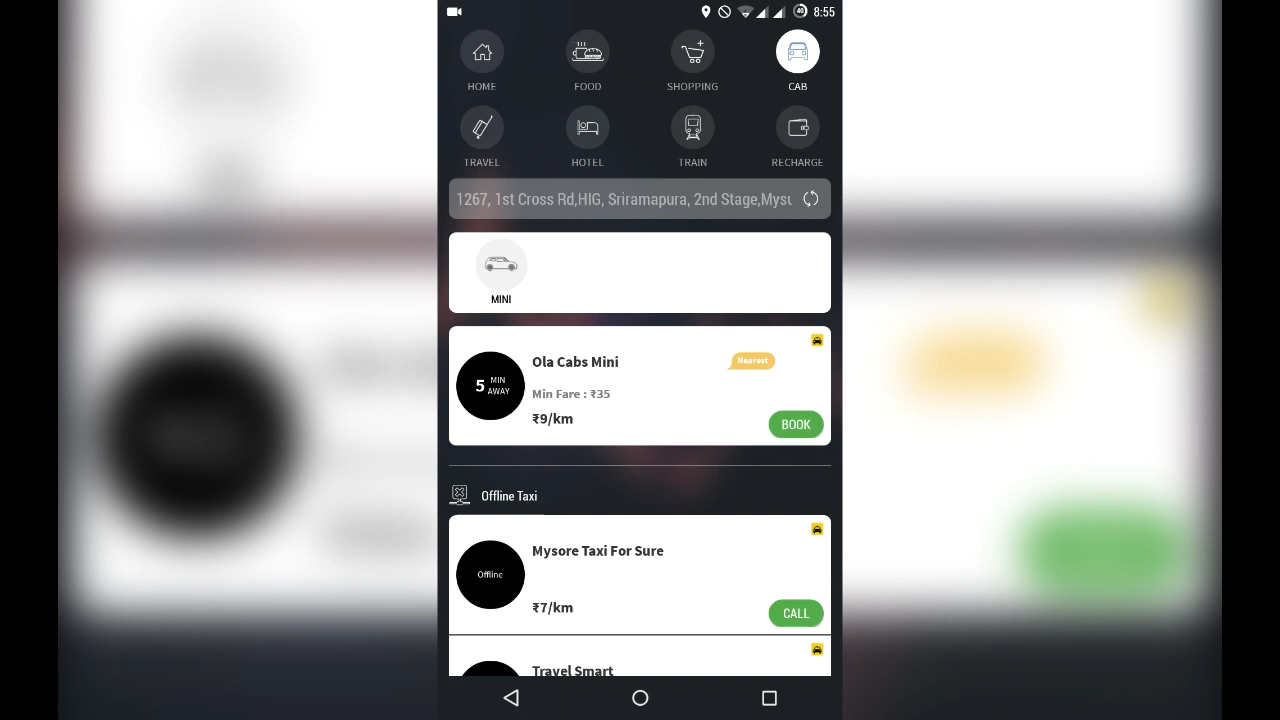 40 8:55
HOME FOOD SHOPPING CAB
TRAVEL HOTEL TRAIN RECHARGE
1267, 1st Cross Rd,HIG, Sriramapura, 2nd Stage,Mysu
MINI
Ola Cabs Mini Nearest
5 MIN AWAY
Min Fare : ₹35
₹9/km
BOOK
Offline Taxi
Mysore Taxi For Sure
Offline
₹7/km
CALL
Travel Smart